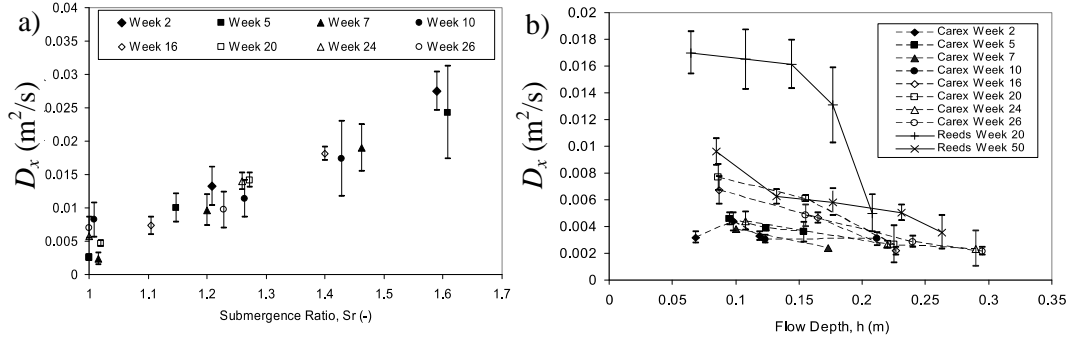 a)
D_x (m²/s)
0.04
0.035
0.03
0.025
0.02
0.015
0.01
0.005
0
Week 2 Week 5 Week 7 Week 10
Week 16 Week 20 Week 24 Week 26
1 1.1 1.2 1.3 1.4 1.5 1.6 1.7
Submergence Ratio, Sr (-)
b)
D_x (m²/s)
0.02
0.018
0.016
0.014
0.012
0.01
0.008
0.006
0.004
0.002
0
Carex Week 2
Carex Week 5
Carex Week 7
Carex Week 10
Carex Week 16
Carex Week 20
Carex Week 24
Carex Week 26
Reeds Week 20
Reeds Week 50
0 0.05 0.1 0.15 0.2 0.25 0.3 0.35
Flow Depth, h (m)